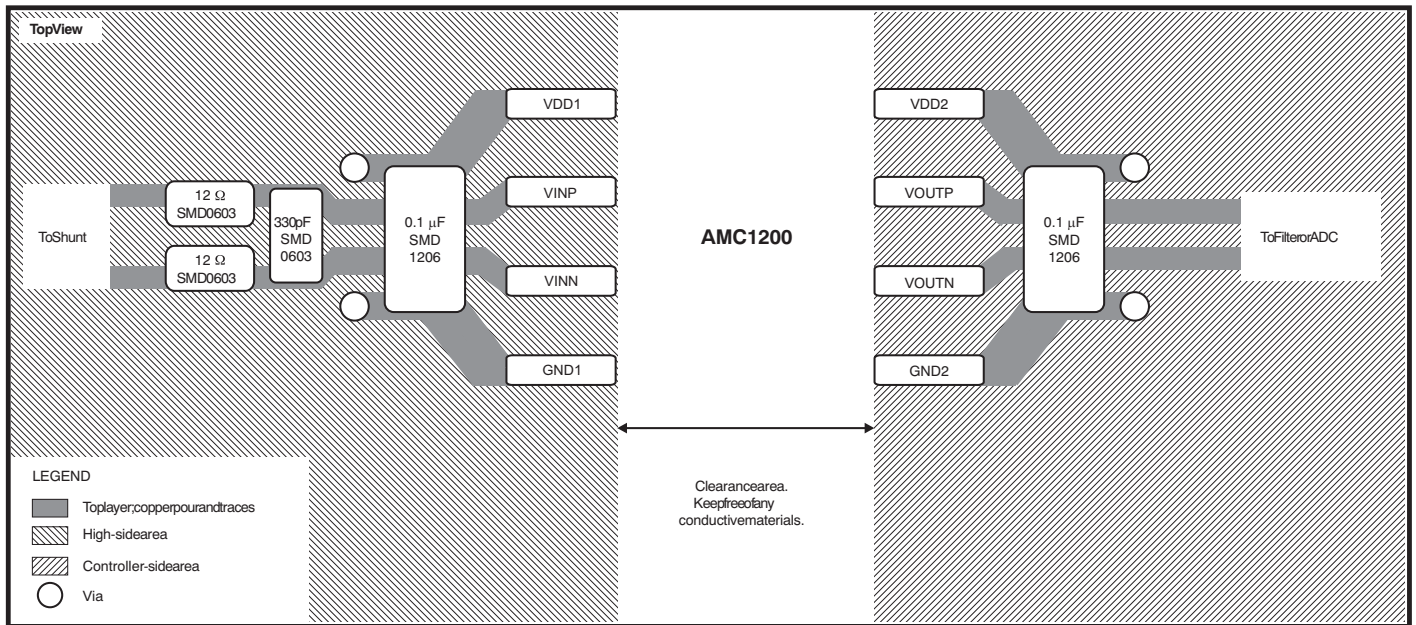 TopView
VDD1
VDD2
12 Ω
SMD0603
330pF
SMD
0603
0.1 μF
SMD
1206
VINP
VOUTP
0.1 μF
SMD
1206
ToShunt
AMC1200
ToFilterorADC
12 Ω
SMD0603
VINN
VOUTN
GND1
GND2
LEGEND
Toplayer;copperpourandtraces
High-sidearea
Controller-sidearea
Via
Clearancearea.
Keepfreeofany
conductivematerials.